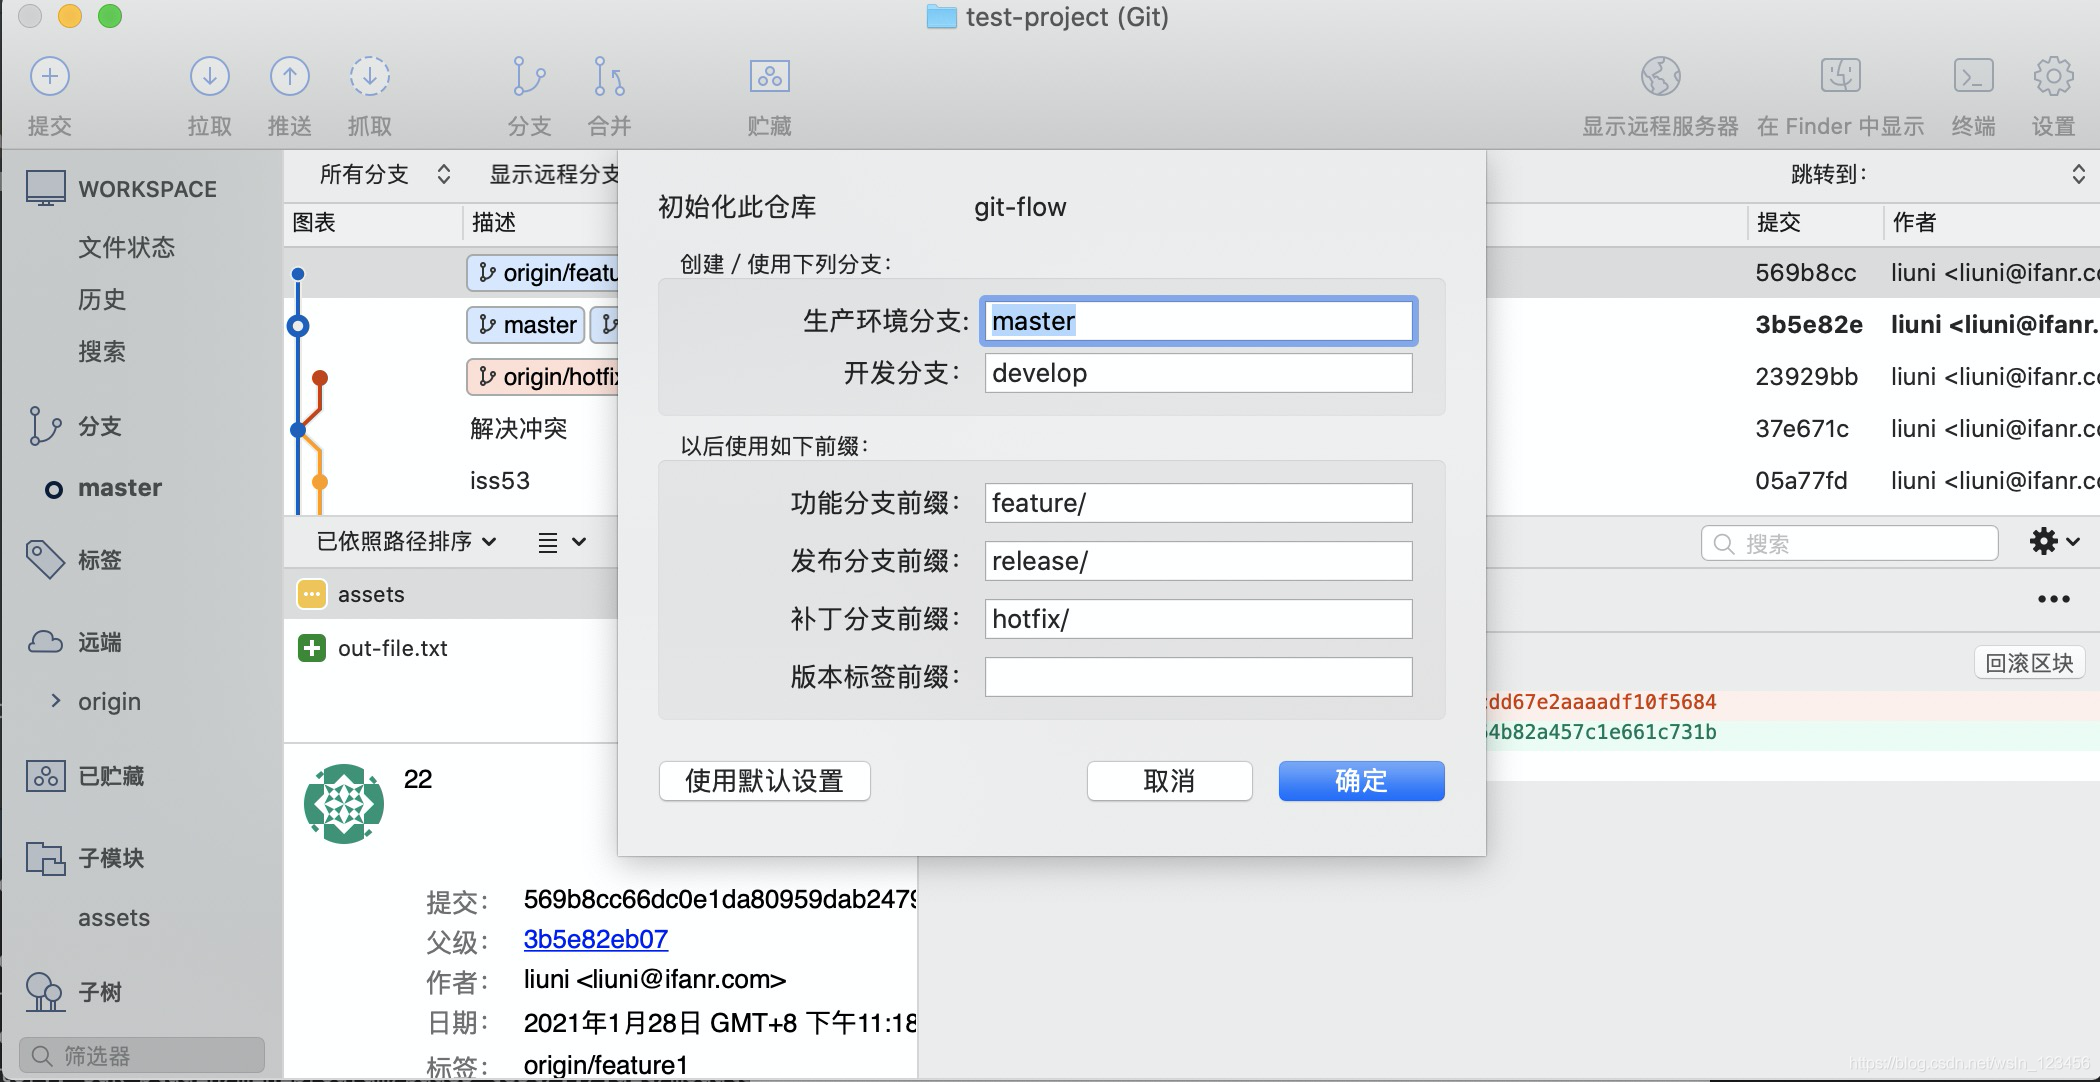 test-project (Git)
提交
拉取
推送
抓取
分支
合并
贮藏
显示远程服务器
在 Finder 中显示
终端
设置
WORKSPACE
文件状态
历史
搜索
分支
master
标签
远端
origin
已贮藏
子模块
assets
子树
筛选器
所有分支
显示远程分支
跳转到：
图表
描述
提交
作者
origin/featu
569b8cc
liuni <liuni@ifanr.co
master
3b5e82e
liuni <liuni@ifanr.
origin/hotfix
23929bb
liuni <liuni@ifanr.co
解决冲突
37e671c
liuni <liuni@ifanr.co
iss53
05a77fd
liuni <liuni@ifanr.co
初始化此仓库
git-flow
创建 / 使用下列分支：
生产环境分支：
master
开发分支：
develop
以后使用如下前缀：
功能分支前缀：
feature/
发布分支前缀：
release/
补丁分支前缀：
hotfix/
版本标签前缀：
使用默认设置
取消
确定
已依照路径排序
搜索
assets
out-file.txt
回滚区块
dd67e2aaaadf10f5684
4b82a457c1e661c731b
22
提交：
569b8cc66dc0e1da80959dab2479
父级：
3b5e82eb07
作者：
liuni <liuni@ifanr.com>
日期：
2021年1月28日 GMT+8 下午11:18
标签：
origin/feature1
https://blog.csdn.net/wsln_123456